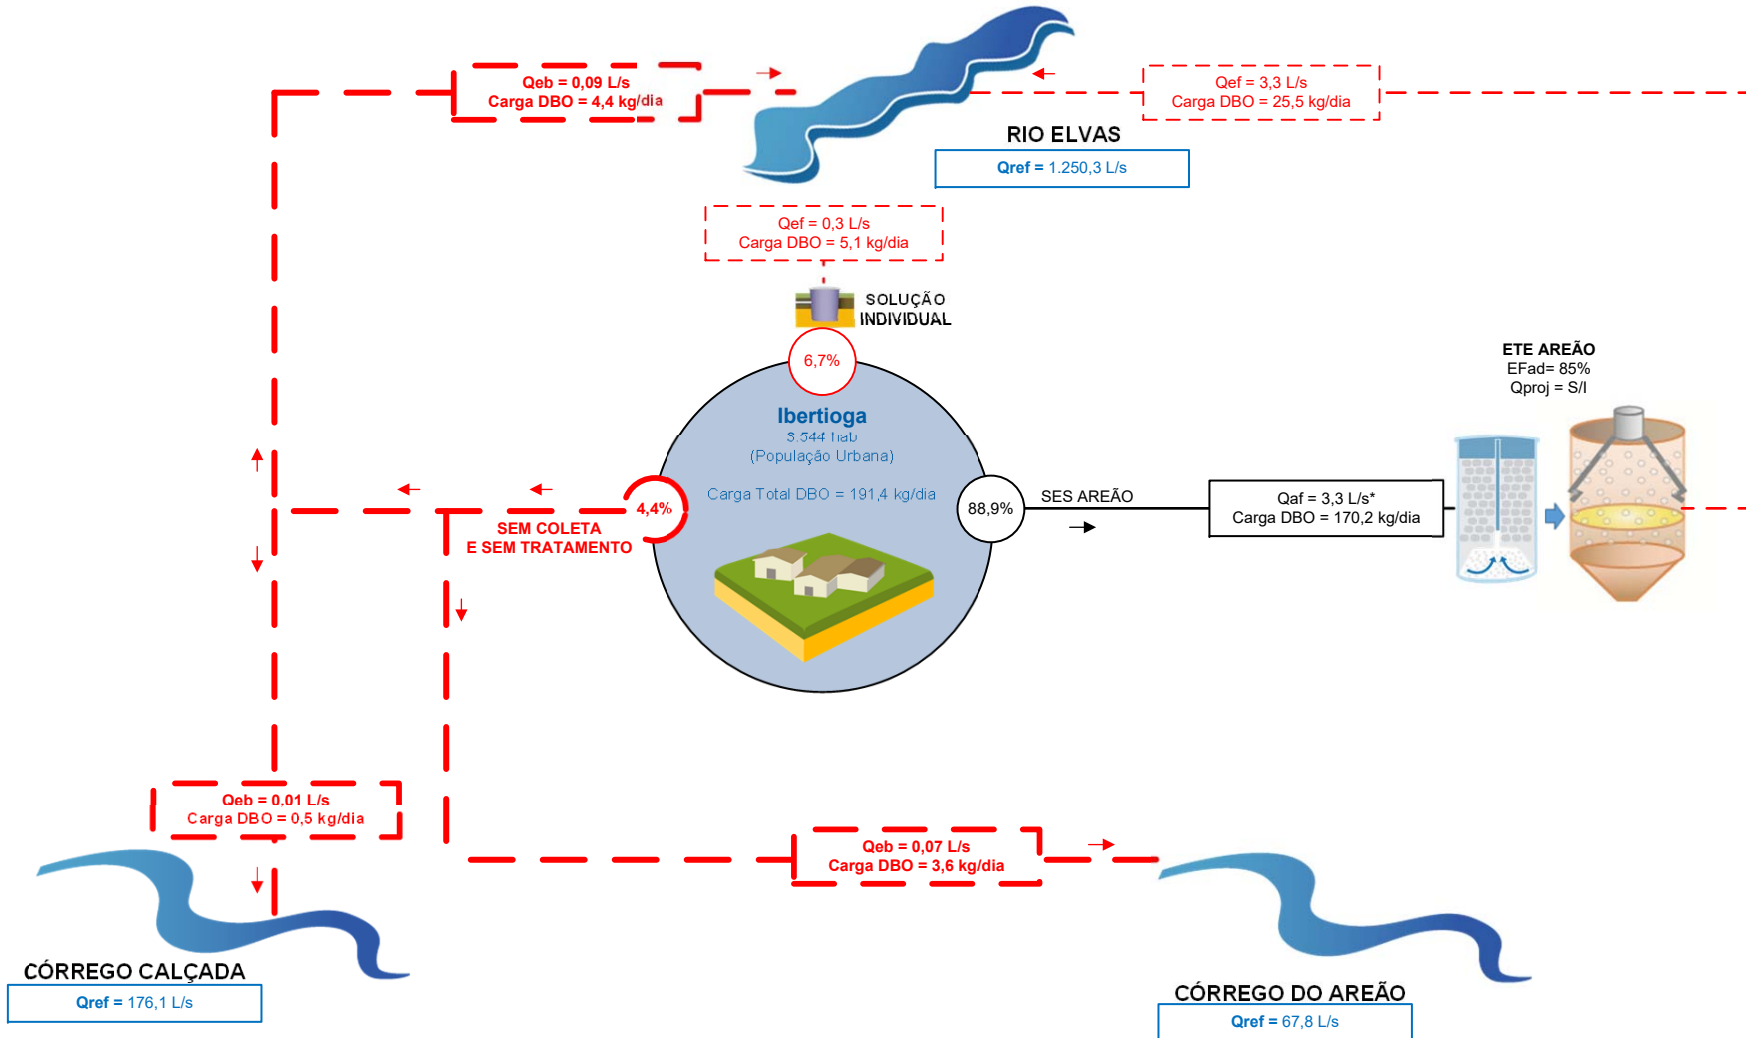 Qeb = 0,09 L/s
Carga DBO = 4,4 kg/dia
Qef = 3,3 L/s
Carga DBO = 25,5 kg/dia
RIO ELVAS
Qref = 1.250,3 L/s
Qef = 0,3 L/s
Carga DBO = 5,1 kg/dia
SOLUÇÃO
INDIVIDUAL
6,7%
ETE AREÃO
EFad= 85%
Qproj = S/I
Ibertioga
3.544 hab
(População Urbana)
Carga Total DBO = 191,4 kg/dia
4,4%
SEM COLETA
E SEM TRATAMENTO
88,9%
SES AREÃO
Qaf = 3,3 L/s*
Carga DBO = 170,2 kg/dia
Qeb = 0,01 L/s
Carga DBO = 0,5 kg/dia
Qeb = 0,07 L/s
Carga DBO = 3,6 kg/dia
CÓRREGO CALÇADA
Qref = 176,1 L/s
CÓRREGO DO AREÃO
Qref = 67,8 L/s